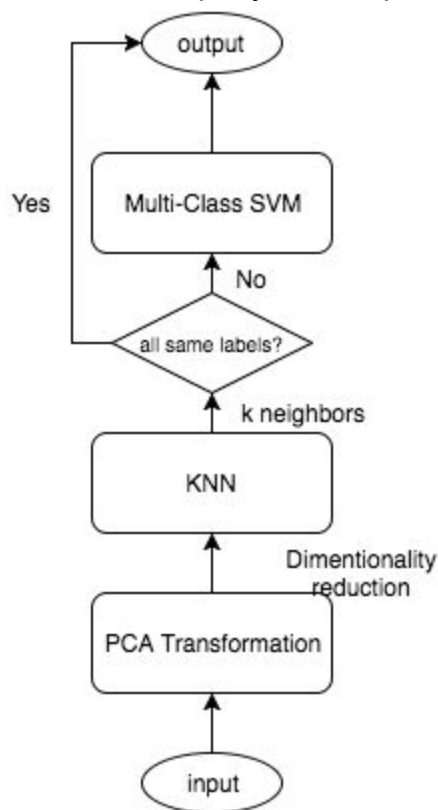 output
Yes
Multi-Class SVM
No
all same labels?
k neighbors
KNN
Dimentionality
reduction
PCA Transformation
input